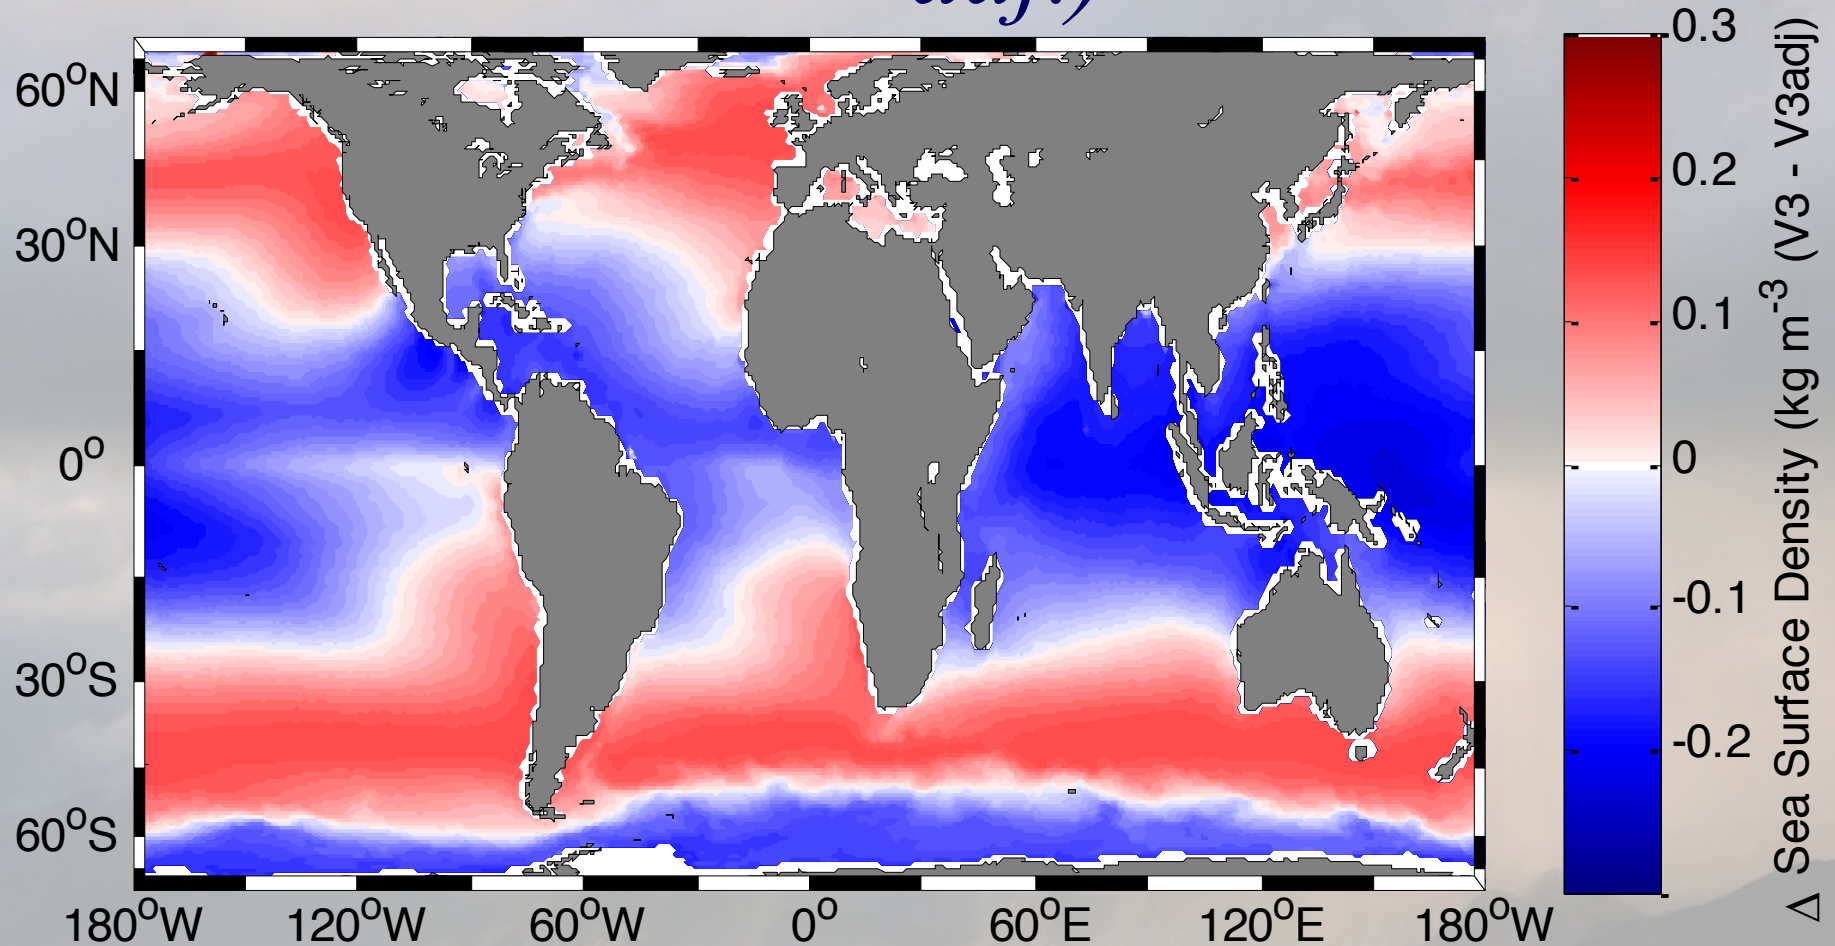 adj.)
60°N
30°N
0°
30°S
60°S
180°W 120°W 60°W 0° 60°E 120°E 180°W
0.3
0.2
0.1
0
-0.1
-0.2
Δ Sea Surface Density (kg m⁻³ (V3 - V3adj)